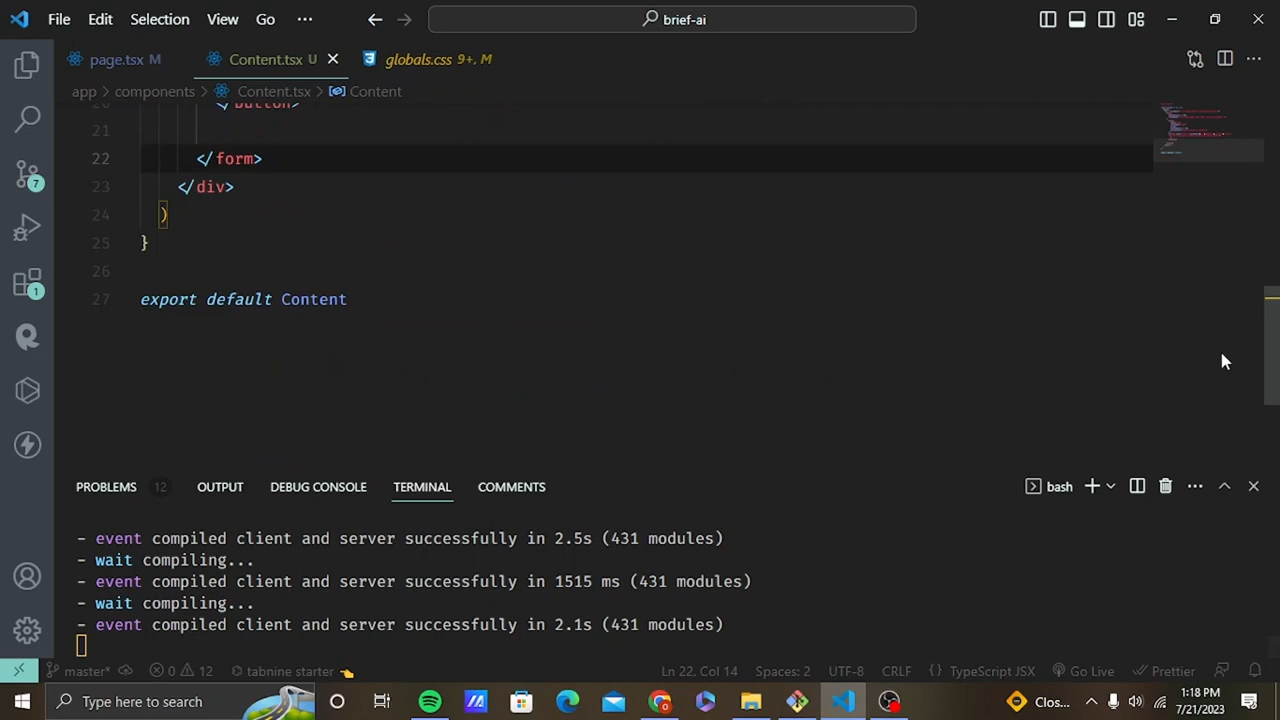 File Edit Selection View Go ··· brief-ai
page.tsx M Content.tsx U globals.css 9+, M
app > components > Content.tsx > Content
20 </button>
21
22 </form>
23 </div>
24 )
25 }
26
27 export default Content
7
1
PROBLEMS 12 OUTPUT DEBUG CONSOLE TERMINAL COMMENTS bash
- event compiled client and server successfully in 2.5s (431 modules)
- wait compiling...
- event compiled client and server successfully in 1515 ms (431 modules)
- wait compiling...
- event compiled client and server successfully in 2.1s (431 modules)
master* 0 12 tabnine starter Ln 22, Col 14 Spaces: 2 UTF-8 CRLF {} TypeScript JSX Go Live Prettier
Type here to search Clos... 1:18 PM
7/21/2023